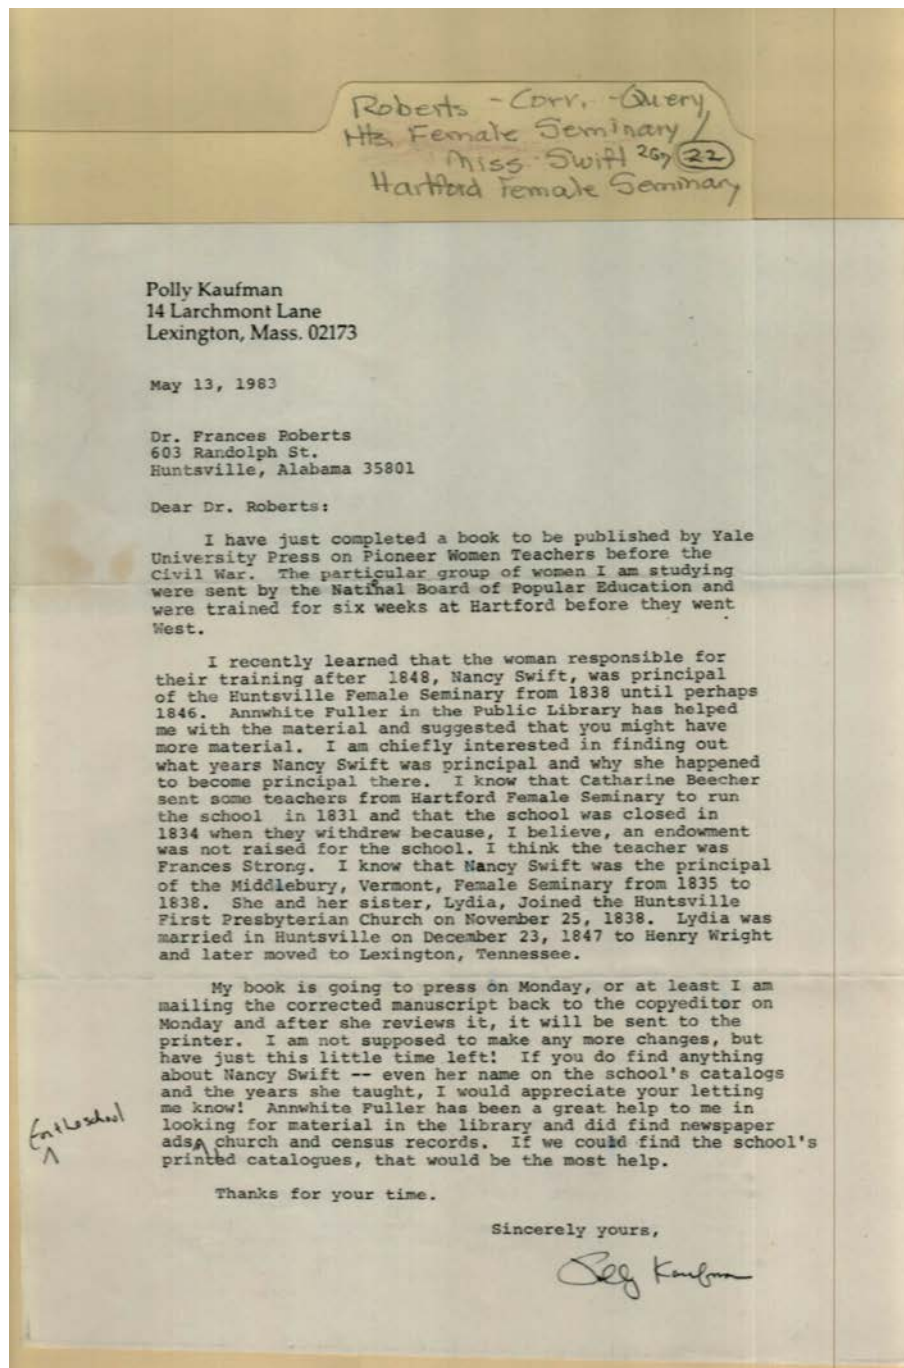 Roberts - Corr. - Query
Hts. Female Seminary /
Miss Swift 267 22
Hartford Female Seminary
Polly Kaufman
14 Larchmont Lane
Lexington, Mass. 02173
May 13, 1983
Dr. Frances Roberts
603 Randolph St.
Huntsville, Alabama 35801
Dear Dr. Roberts:
I have just completed a book to be published by Yale
University Press on Pioneer Women Teachers before the
Civil War. The particular group of women I am studying
were sent by the National Board of Popular Education and
were trained for six weeks at Hartford before they went
West.
I recently learned that the woman responsible for
their training after 1848, Nancy Swift, was principal
of the Huntsville Female Seminary from 1838 until perhaps
1846. Annwhite Fuller in the Public Library has helped
me with the material and suggested that you might have
more material. I am chiefly interested in finding out
what years Nancy Swift was principal and why she happened
to become principal there. I know that Catharine Beecher
sent some teachers from Hartford Female Seminary to run
the school in 1831 and that the school was closed in
1834 when they withdrew because, I believe, an endowment
was not raised for the school. I think the teacher was
Frances Strong. I know that Nancy Swift was the principal
of the Middlebury, Vermont, Female Seminary from 1835 to
1838. She and her sister, Lydia, Joined the Huntsville
First Presbyterian Church on November 25, 1838. Lydia was
married in Huntsville on December 23, 1847 to Henry Wright
and later moved to Lexington, Tennessee.
My book is going to press on Monday, or at least I am
mailing the corrected manuscript back to the copyeditor on
Monday and after she reviews it, it will be sent to the
printer. I am not supposed to make any more changes, but
have just this little time left! If you do find anything
about Nancy Swift -- even her name on the school's catalogs
and the years she taught, I would appreciate your letting
me know! Annwhite Fuller has been a great help to me in
looking for material in the library and did find newspaper
for the school
ads, church and census records. If we could find the school's
printed catalogues, that would be the most help.
Thanks for your time.
Sincerely yours,
Polly Kaufman